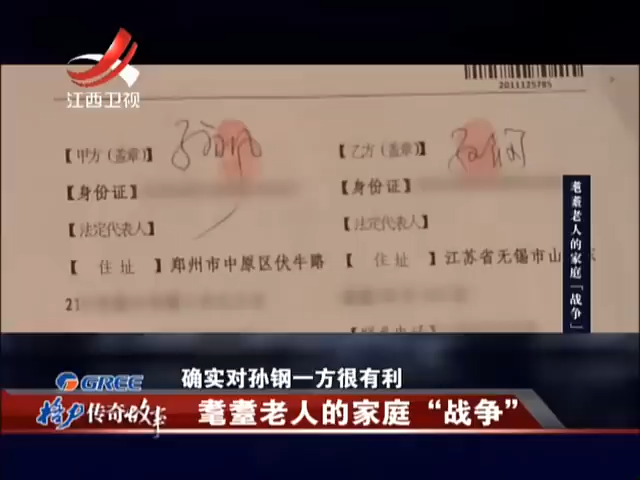 江西卫视
2011125785
【甲方（盖章）】
【乙方（盖章）】
【身份证】
【身份证】
【法定代表人】
【法定代表人】
【住址】郑州市中原区伏牛路
【住址】江苏省无锡市山
21
耄耋老人的家庭「战争」
GREE
确实对孙钢一方很有利
格力传奇故事
耄耋老人的家庭“战争”